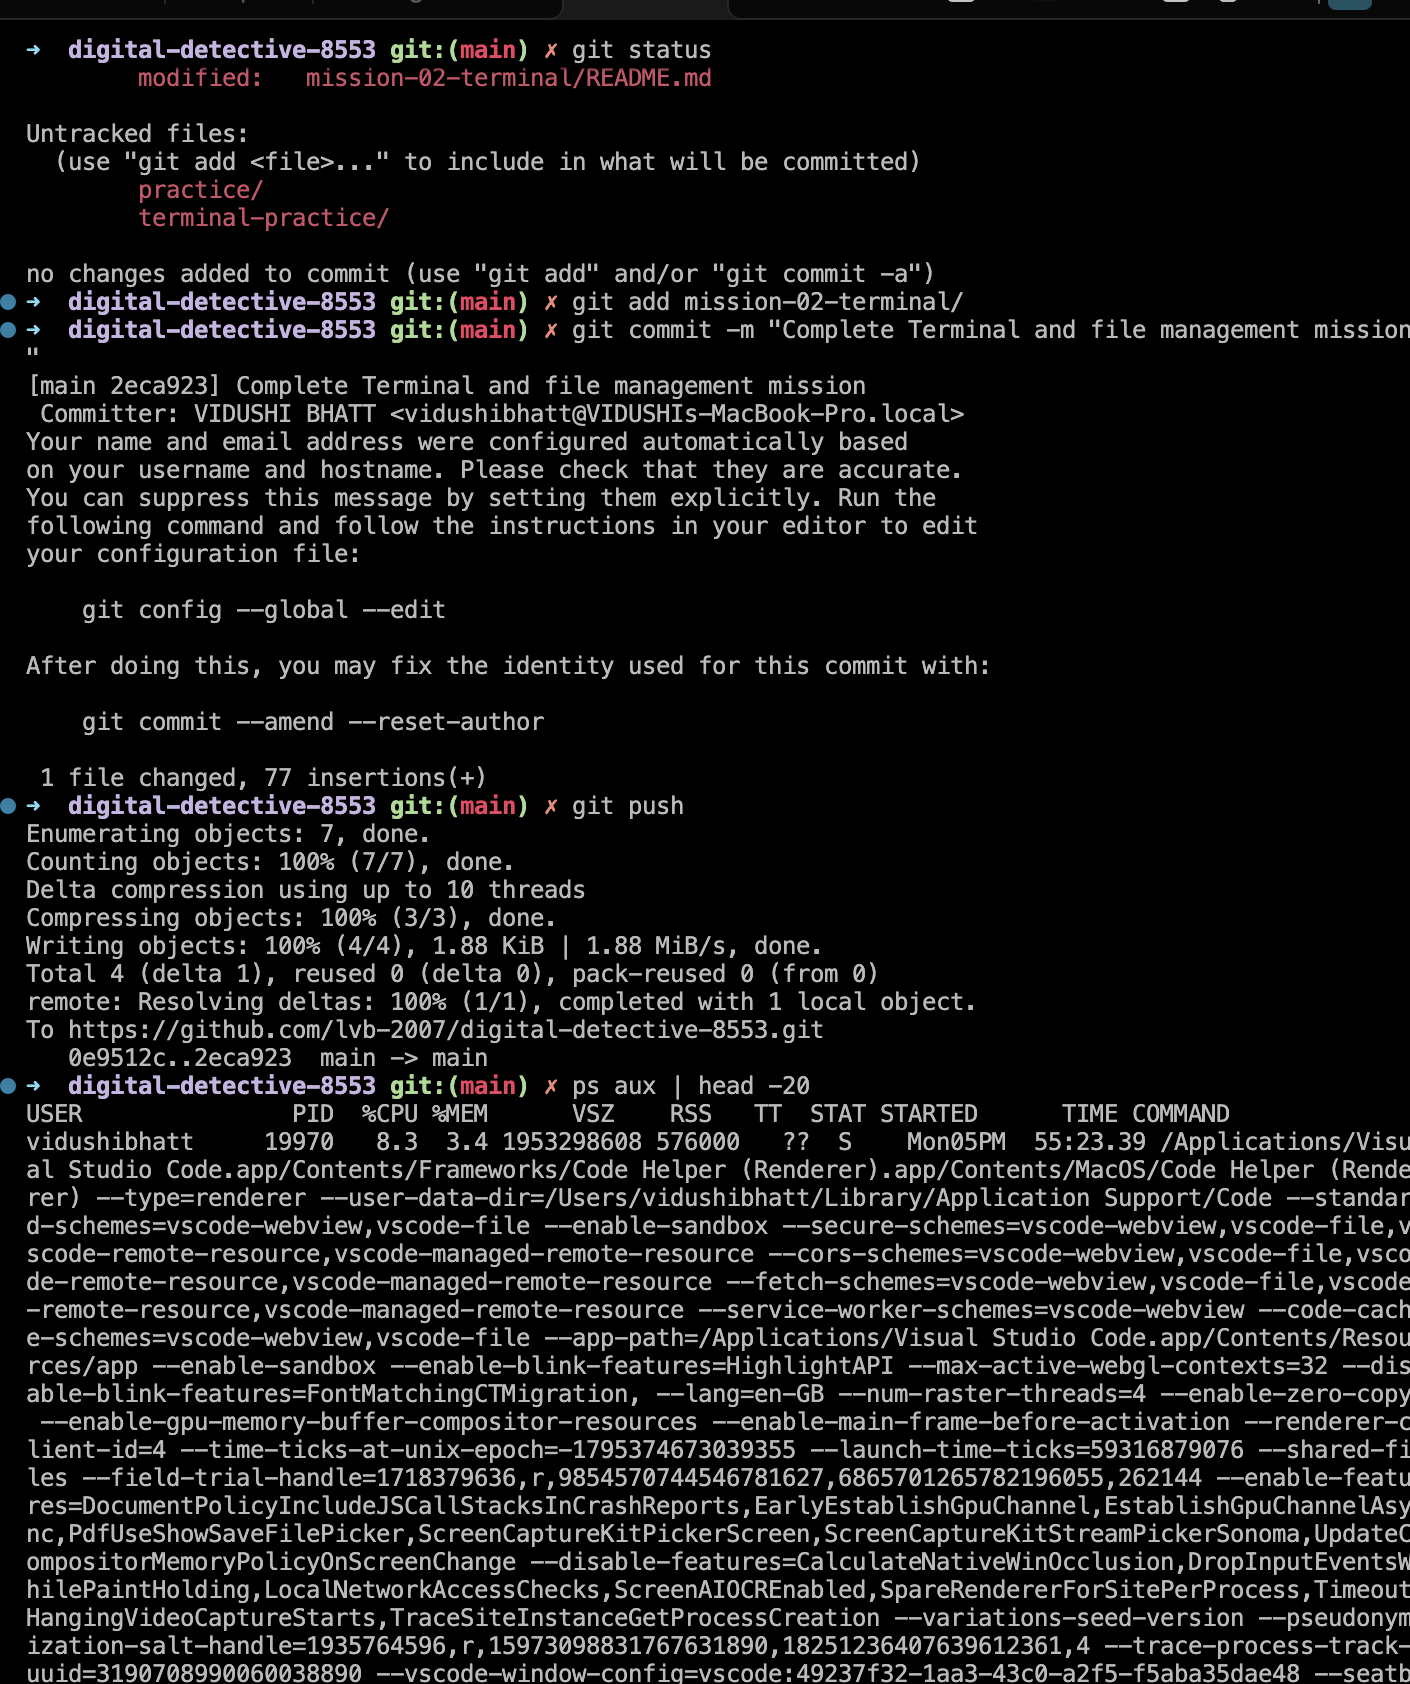 ➜  digital-detective-8553 git:(main) ✗ git status
        modified:   mission-02-terminal/README.md
Untracked files:
  (use "git add <file>..." to include in what will be committed)
        practice/
        terminal-practice/
no changes added to commit (use "git add" and/or "git commit -a")
➜  digital-detective-8553 git:(main) ✗ git add mission-02-terminal/
➜  digital-detective-8553 git:(main) ✗ git commit -m "Complete Terminal and file management mission
"
[main 2eca923] Complete Terminal and file management mission
 Committer: VIDUSHI BHATT <vidushibhatt@VIDUSHIs-MacBook-Pro.local>
Your name and email address were configured automatically based
on your username and hostname. Please check that they are accurate.
You can suppress this message by setting them explicitly. Run the
following command and follow the instructions in your editor to edit
your configuration file:
    git config --global --edit
After doing this, you may fix the identity used for this commit with:
    git commit --amend --reset-author
 1 file changed, 77 insertions(+)
➜  digital-detective-8553 git:(main) ✗ git push
Enumerating objects: 7, done.
Counting objects: 100% (7/7), done.
Delta compression using up to 10 threads
Compressing objects: 100% (3/3), done.
Writing objects: 100% (4/4), 1.88 KiB | 1.88 MiB/s, done.
Total 4 (delta 1), reused 0 (delta 0), pack-reused 0 (from 0)
remote: Resolving deltas: 100% (1/1), completed with 1 local object.
To https://github.com/lvb-2007/digital-detective-8553.git
   0e9512c..2eca923  main -> main
➜  digital-detective-8553 git:(main) ✗ ps aux | head -20
USER               PID  %CPU %MEM      VSZ    RSS   TT  STAT STARTED      TIME COMMAND
vidushibhatt     19970   8.3  3.4 1953298608 576000   ??  S    Mon05PM  55:23.39 /Applications/Visu
al Studio Code.app/Contents/Frameworks/Code Helper (Renderer).app/Contents/MacOS/Code Helper (Rende
rer) --type=renderer --user-data-dir=/Users/vidushibhatt/Library/Application Support/Code --standar
d-schemes=vscode-webview,vscode-file --enable-sandbox --secure-schemes=vscode-webview,vscode-file,v
scode-remote-resource,vscode-managed-remote-resource --cors-schemes=vscode-webview,vscode-file,vsco
de-remote-resource,vscode-managed-remote-resource --fetch-schemes=vscode-webview,vscode-file,vscode
-remote-resource,vscode-managed-remote-resource --service-worker-schemes=vscode-webview --code-cach
e-schemes=vscode-webview,vscode-file --app-path=/Applications/Visual Studio Code.app/Contents/Resou
rces/app --enable-sandbox --enable-blink-features=HighlightAPI --max-active-webgl-contexts=32 --dis
able-blink-features=FontMatchingCTMigration, --lang=en-GB --num-raster-threads=4 --enable-zero-copy
 --enable-gpu-memory-buffer-compositor-resources --enable-main-frame-before-activation --renderer-c
lient-id=4 --time-ticks-at-unix-epoch=-1795374673039355 --launch-time-ticks=59316879076 --shared-fi
les --field-trial-handle=1718379636,r,9854570744546781627,6865701265782196055,262144 --enable-featu
res=DocumentPolicyIncludeJSCallStacksInCrashReports,EarlyEstablishGpuChannel,EstablishGpuChannelAsy
nc,PdfUseShowSaveFilePicker,ScreenCaptureKitPickerScreen,ScreenCaptureKitStreamPickerSonoma,UpdateC
ompositorMemoryPolicyOnScreenChange --disable-features=CalculateNativeWinOcclusion,DropInputEventsW
hilePaintHolding,LocalNetworkAccessChecks,ScreenAIOCREnabled,SpareRendererForSitePerProcess,Timeout
HangingVideoCaptureStarts,TraceSiteInstanceGetProcessCreation --variations-seed-version --pseudonym
ization-salt-handle=1935764596,r,15973098831767631890,18251236407639612361,4 --trace-process-track-
uuid=3190708990060038890 --vscode-window-config=vscode:49237f32-1aa3-43c0-a2f5-f5aba35dae48 --seatb